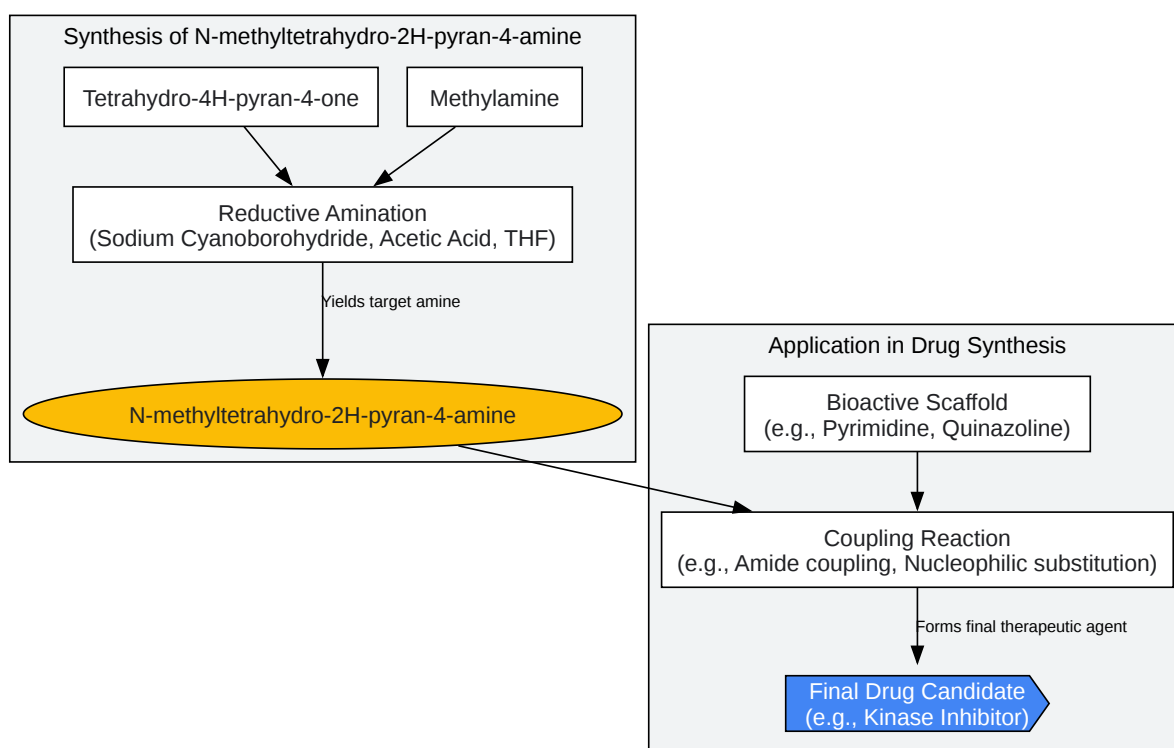 Synthesis of N-methyltetrahydro-2H-pyran-4-amine
Tetrahydro-4H-pyran-4-one
Methylamine
Reductive Amination
(Sodium Cyanoborohydride, Acetic Acid, THF)
Yields target amine
N-methyltetrahydro-2H-pyran-4-amine
Application in Drug Synthesis
Bioactive Scaffold
(e.g., Pyrimidine, Quinazoline)
Coupling Reaction
(e.g., Amide coupling, Nucleophilic substitution)
Forms final therapeutic agent
Final Drug Candidate
(e.g., Kinase Inhibitor)